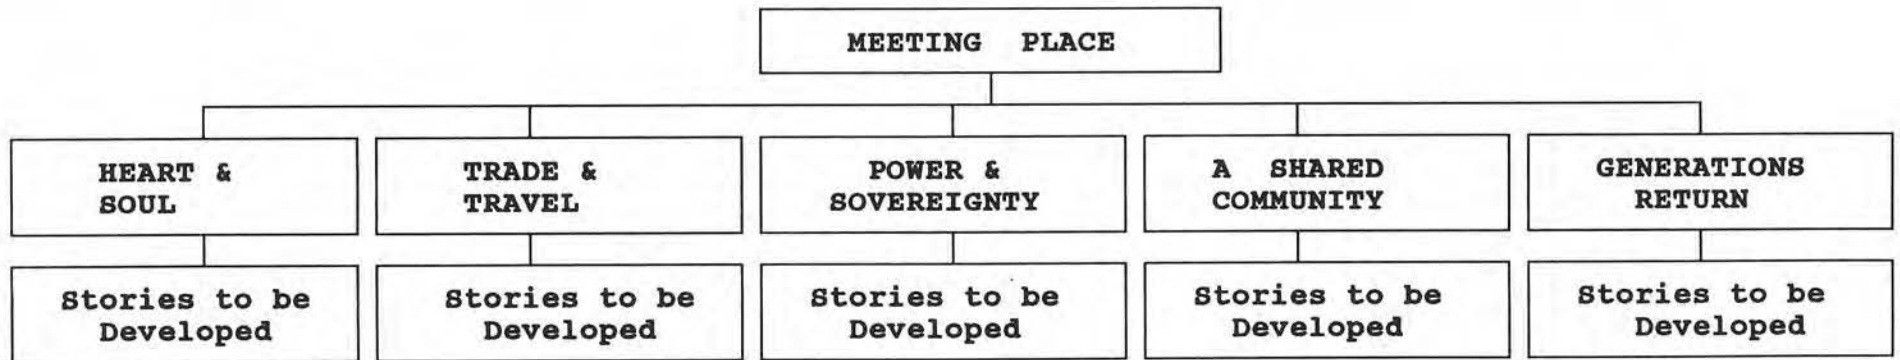 MEETING PLACE
HEART &
SOUL
TRADE &
TRAVEL
POWER &
SOVEREIGNTY
A SHARED
COMMUNITY
GENERATIONS
RETURN
Stories to be
Developed
Stories to be
Developed
Stories to be
Developed
Stories to be
Developed
Stories to be
Developed